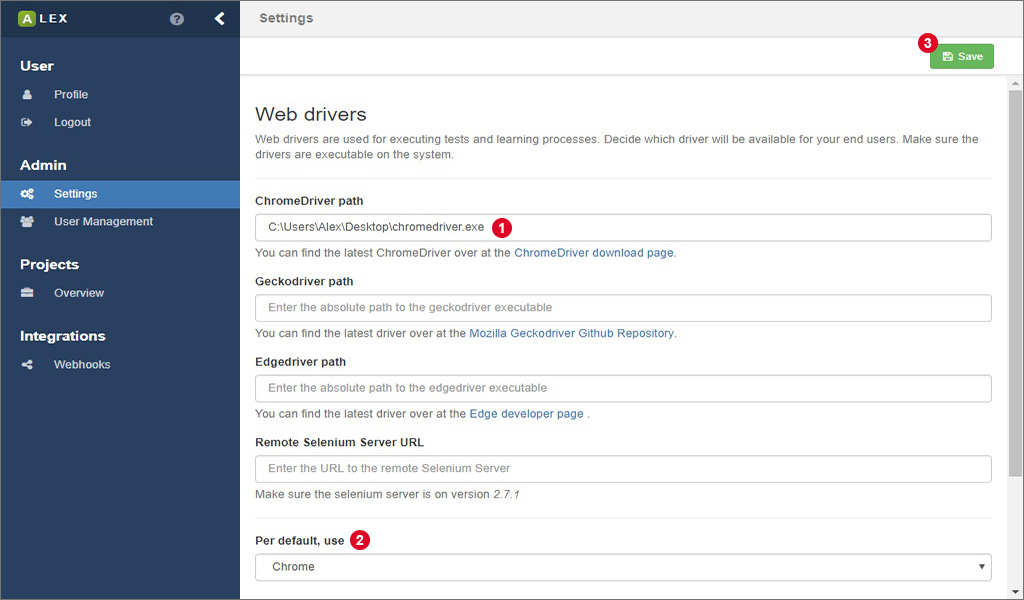 A LEX
?
User
Profile
Logout
Admin
Settings
User Management
Projects
Overview
Integrations
Webhooks
Settings
3
Save
Web drivers
Web drivers are used for executing tests and learning processes. Decide which driver will be available for your end users. Make sure the
drivers are executable on the system.
ChromeDriver path
C:\Users\Alex\Desktop\chromedriver.exe 1
You can find the latest ChromeDriver over at the ChromeDriver download page.
Geckodriver path
Enter the absolute path to the geckodriver executable
You can find the latest driver over at the Mozilla Geckodriver Github Repository.
Edgedriver path
Enter the absolute path to the edgedriver executable
You can find the latest driver over at the Edge developer page .
Remote Selenium Server URL
Enter the URL to the remote Selenium Server
Make sure the selenium server is on version 2.7.1
Per default, use 2
Chrome